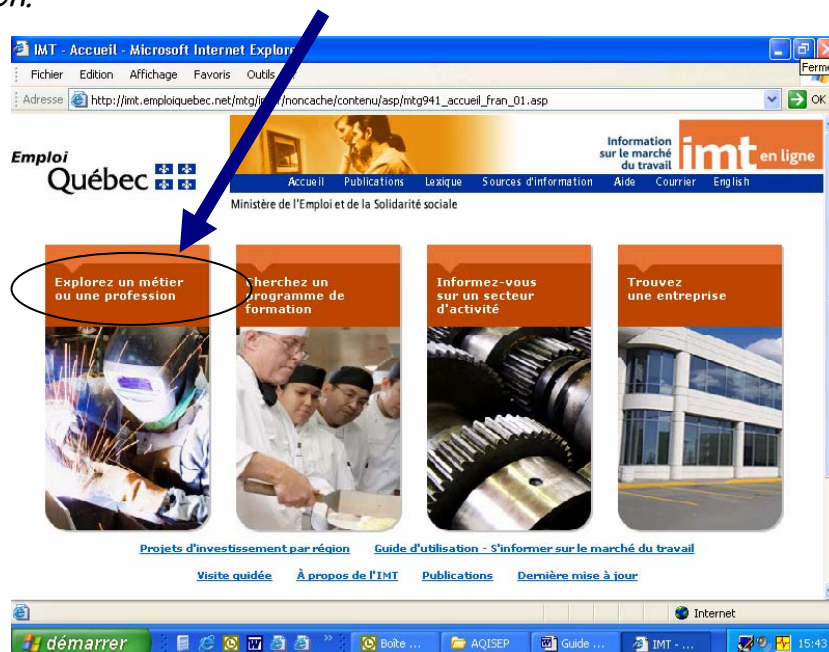 on.
IMT - Accueil - Microsoft Internet Explore
Fichier Edition Affichage Favoris Outils
Ferme
Adresse http://imt.emploiquebec.net/mtg/ /noncache/contenu/asp/mtg941_accueil_fran_01.asp OK
Emploi
Québec
Information
sur le marché
du travail
imt en ligne
Accueil Publications Lexique Sources d'information Aide Courrier English
Ministère de l'Emploi et de la Solidarité sociale
Explorez un métier
ou une profession
Cherchez un
programme de
formation
Informez-vous
sur un secteur
d'activité
Trouvez
une entreprise
Projets d'investissement par région Guide d'utilisation - S'informer sur le marché du travail
Visite guidée À propos de l'IMT Publications Dernière mise à jour
Internet
démarrer Boîte ... AQISEP Guide ... IMT - ... 15:43